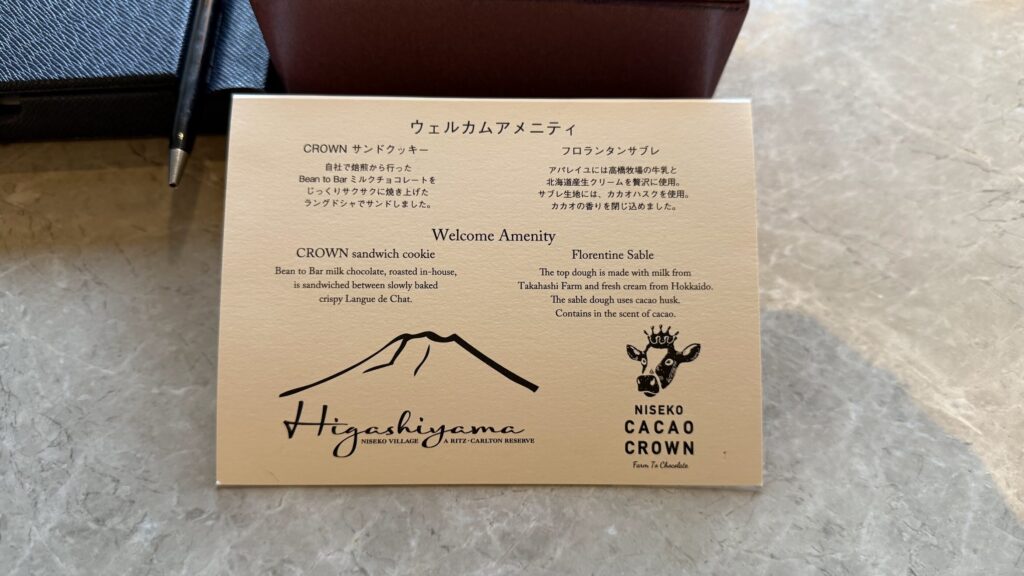 ウェルカムアメニティ
CROWN サンドクッキー
自社で焙煎から行った
Bean to Bar ミルクチョコレートを
じっくりサクサクに焼き上げた
ラングドシャでサンドしました。
フロランタンサブレ
アパレイユには高橋牧場の牛乳と
北海道産生クリームを贅沢に使用。
サブレ生地には、カカオハスクを使用。
カカオの香りを閉じ込めました。
Welcome Amenity
CROWN sandwich cookie
Bean to Bar milk chocolate, roasted in-house,
is sandwiched between slowly baked
crispy Langue de Chat.
Florentine Sable
The top dough is made with milk from
Takahashi Farm and fresh cream from Hokkaido.
The sable dough uses cacao husk.
Contains in the scent of cacao.
Higashiyama
NISEKO VILLAGE A RITZ-CARLTON RESERVE
NISEKO
CACAO
CROWN
Farm To Chocolate